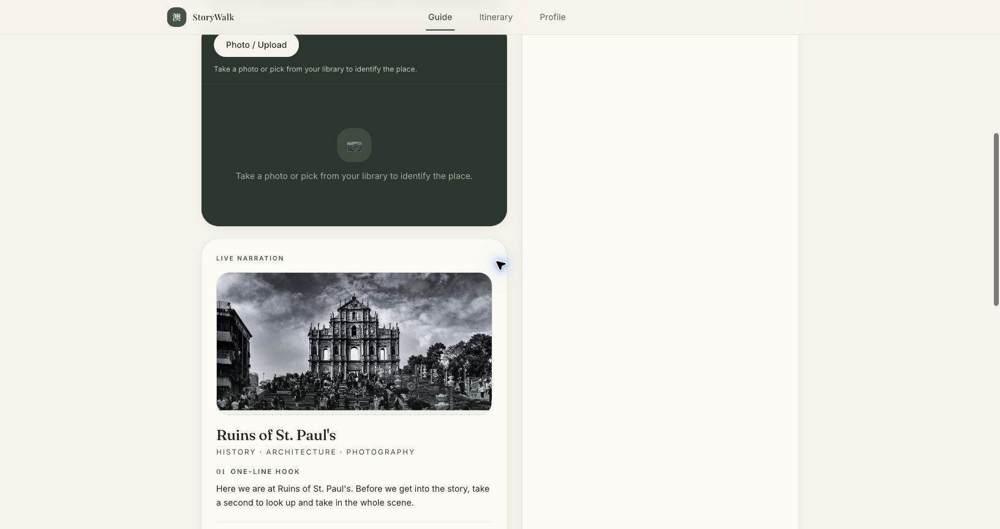 澳 StoryWalk Guide Itinerary Profile
Photo / Upload
Take a photo or pick from your library to identify the place.
Take a photo or pick from your library to identify the place.
LIVE NARRATION
Ruins of St. Paul's
HISTORY · ARCHITECTURE · PHOTOGRAPHY
01 ONE-LINE HOOK
Here we are at Ruins of St. Paul's. Before we get into the story, take
a second to look up and take in the whole scene.